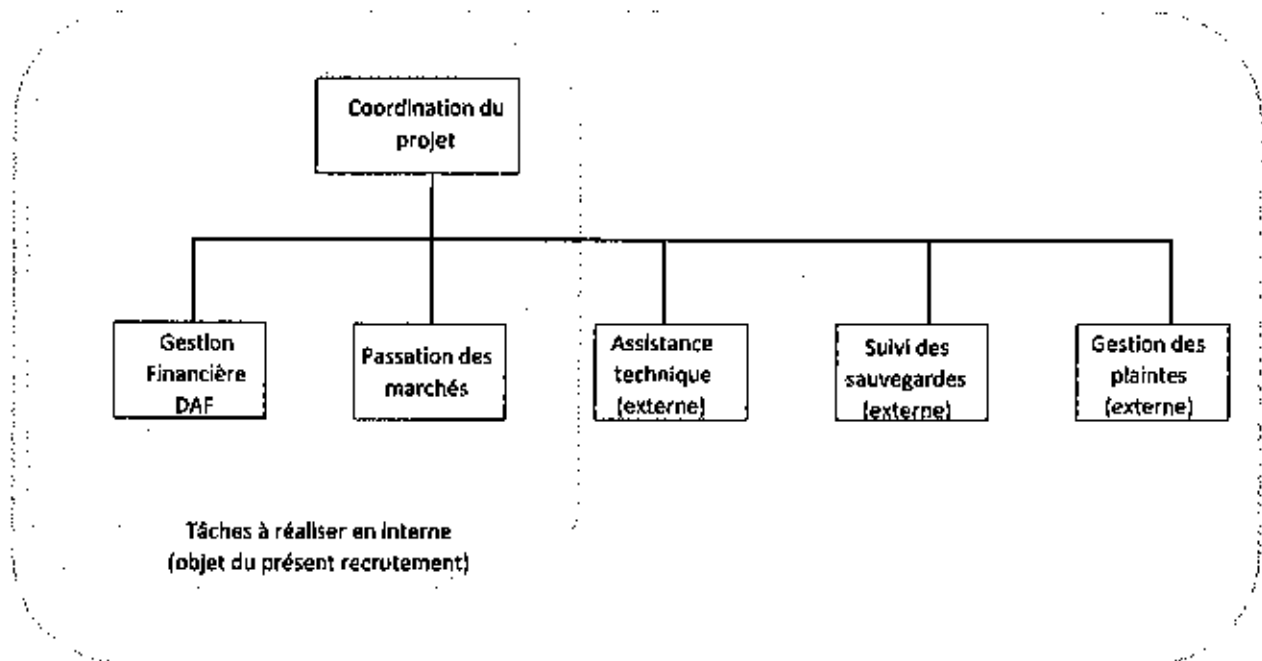 Coordination du
projet
Gestion
Financière
DAF
Passation des
marchés
Assistance
technique
(externe)
Suivi des
sauvegardes
(externe)
Gestion des
plaintes
(externe)
Tâches à réaliser en interne
(objet du présent recrutement)